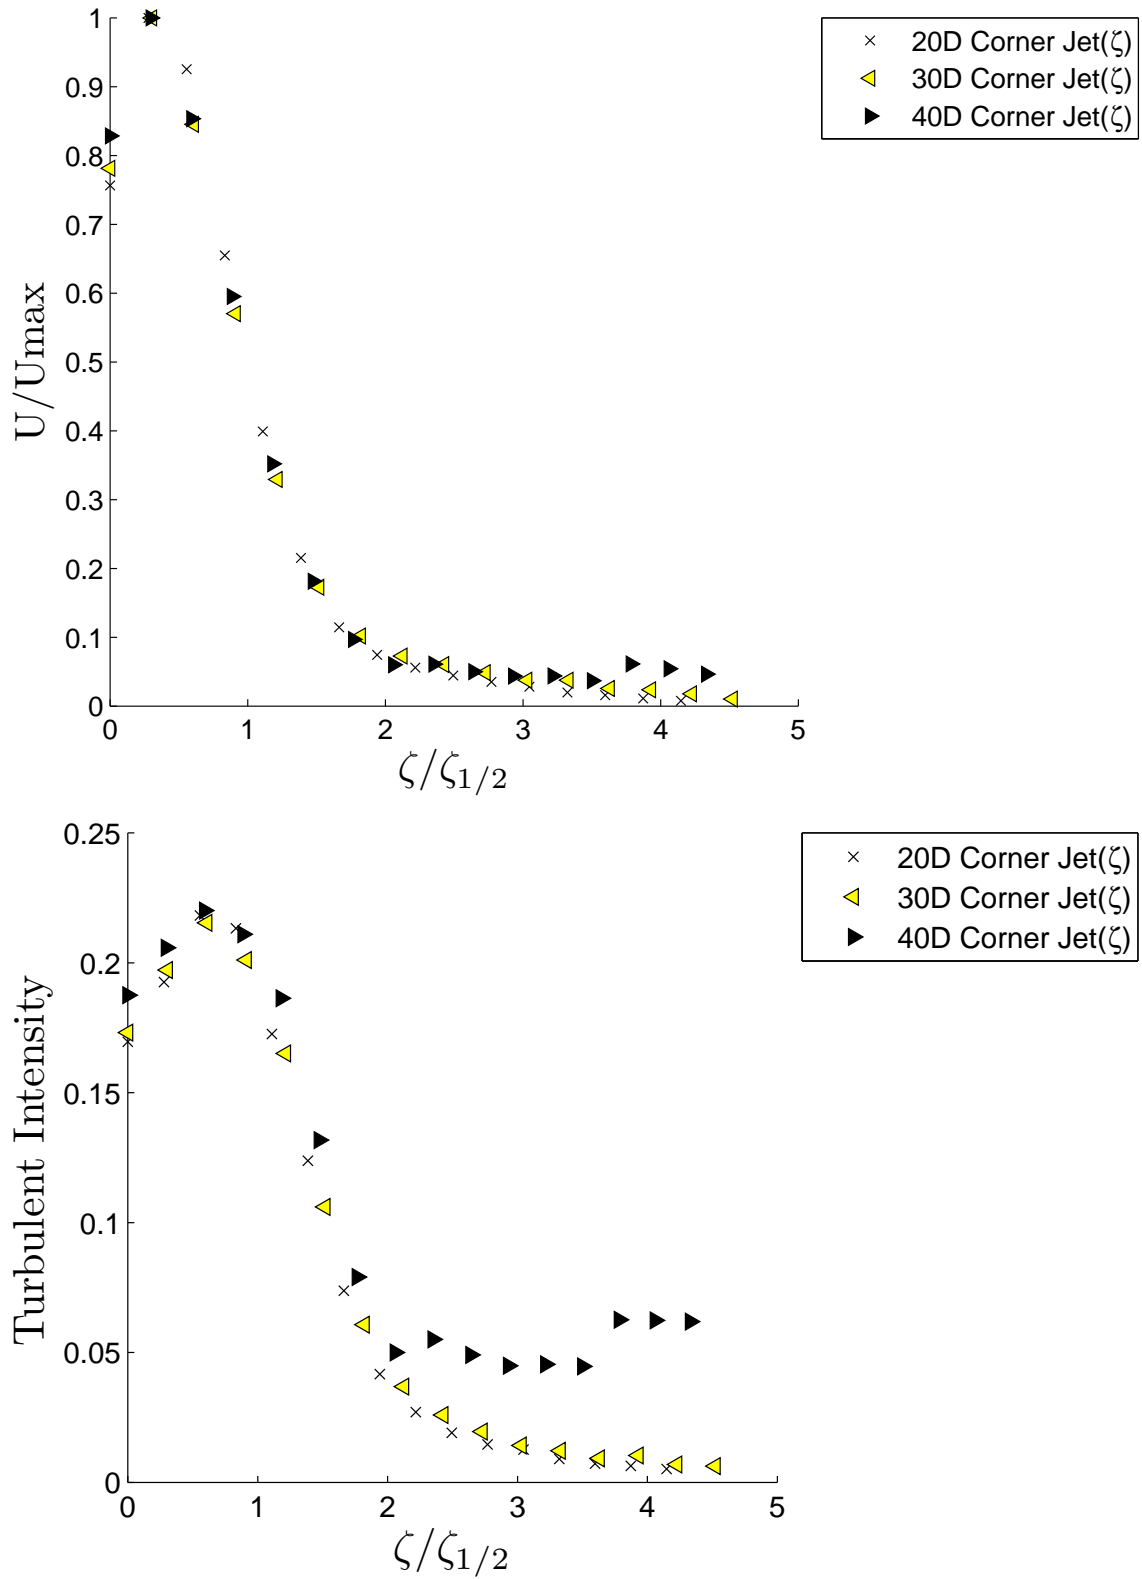 1
0.9
0.8
0.7
0.6
0.5
0.4
0.3
0.2
0.1
0
U/Umax
0 1 2 3 4 5
ζ/ζ1/2
20D Corner Jet(ζ)
30D Corner Jet(ζ)
40D Corner Jet(ζ)
0.25
0.2
0.15
0.1
0.05
0
Turbulent Intensity
0 1 2 3 4 5
ζ/ζ1/2
20D Corner Jet(ζ)
30D Corner Jet(ζ)
40D Corner Jet(ζ)